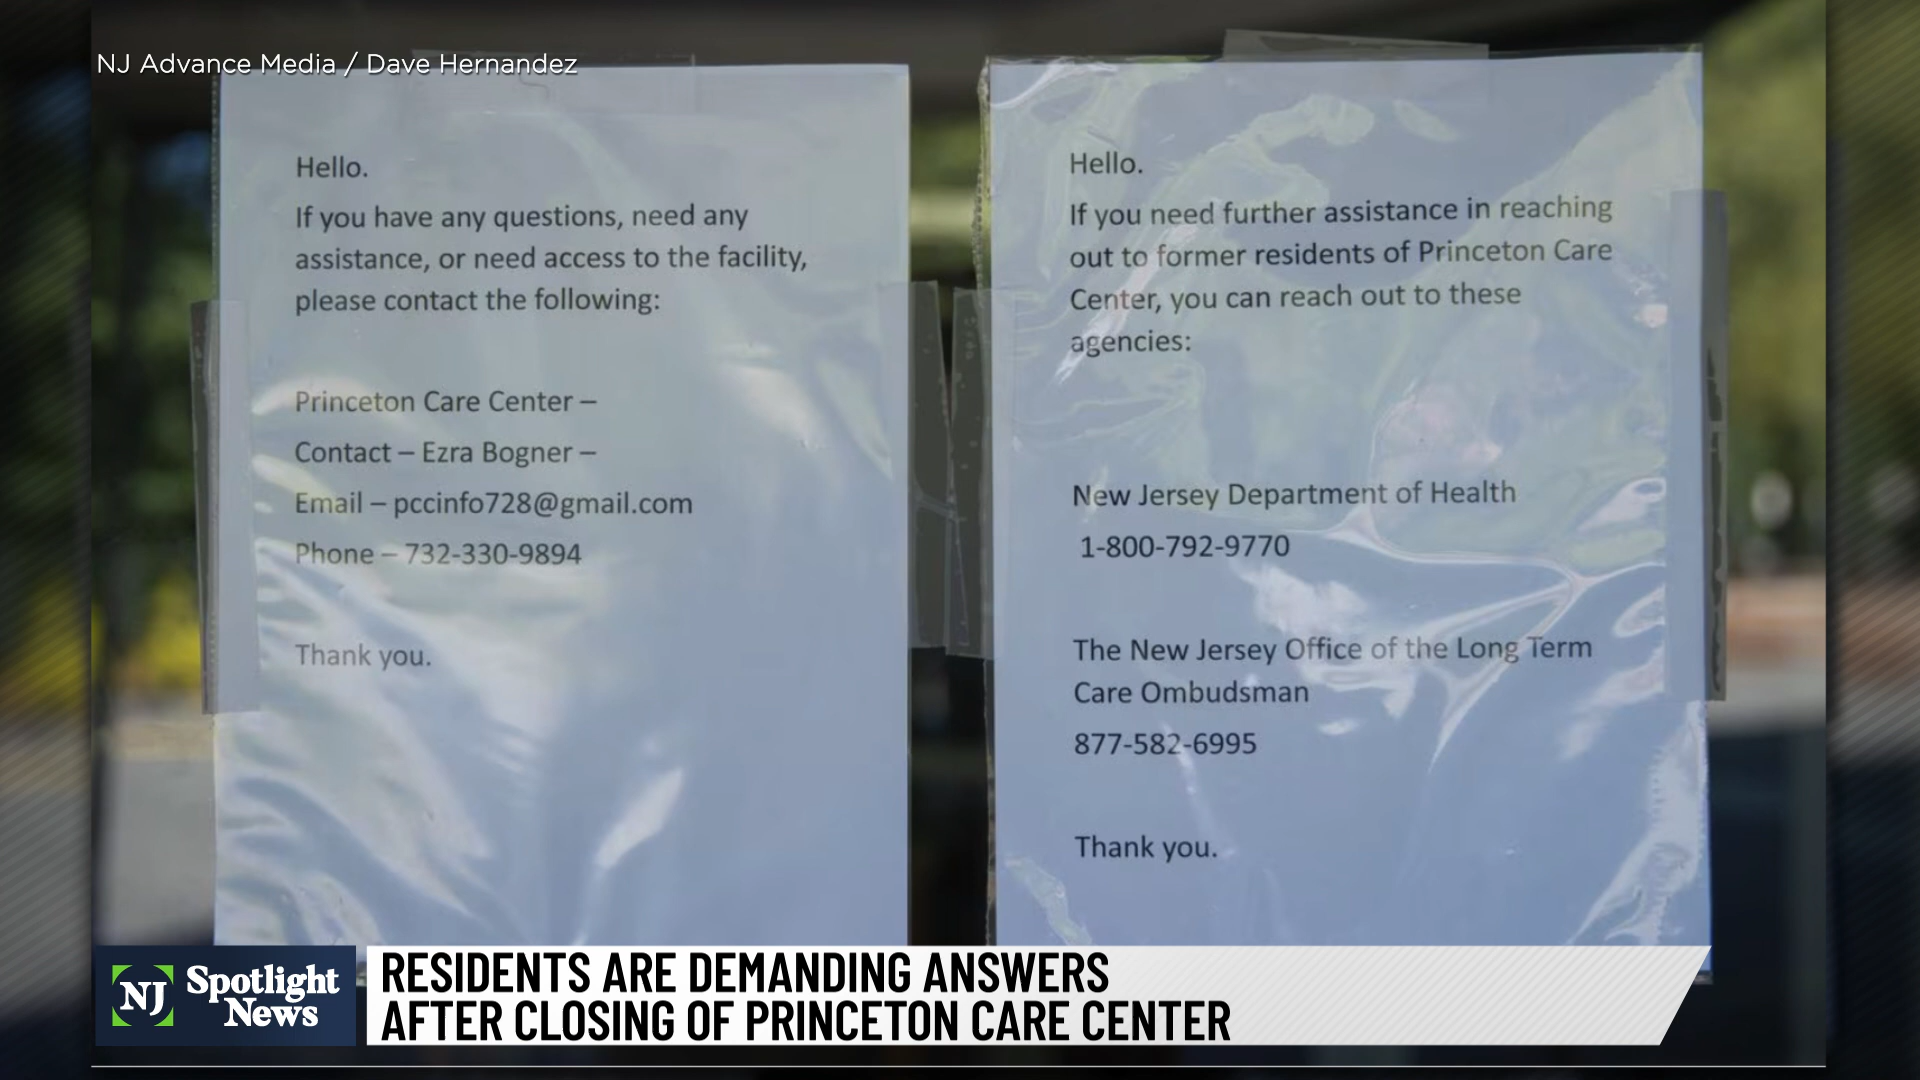 NJ Advance Media / Dave Hernandez
Hello.
If you have any questions, need any
assistance, or need access to the facility,
please contact the following:
Princeton Care Center –
Contact – Ezra Bogner –
Email – pccinfo728@gmail.com
Phone – 732-330-9894
Thank you.
Hello.
If you need further assistance in reaching
out to former residents of Princeton Care
Center, you can reach out to these
agencies:
New Jersey Department of Health
1-800-792-9770
The New Jersey Office of the Long Term
Care Ombudsman
877-582-6995
Thank you.
NJ Spotlight
News
RESIDENTS ARE DEMANDING ANSWERS
AFTER CLOSING OF PRINCETON CARE CENTER